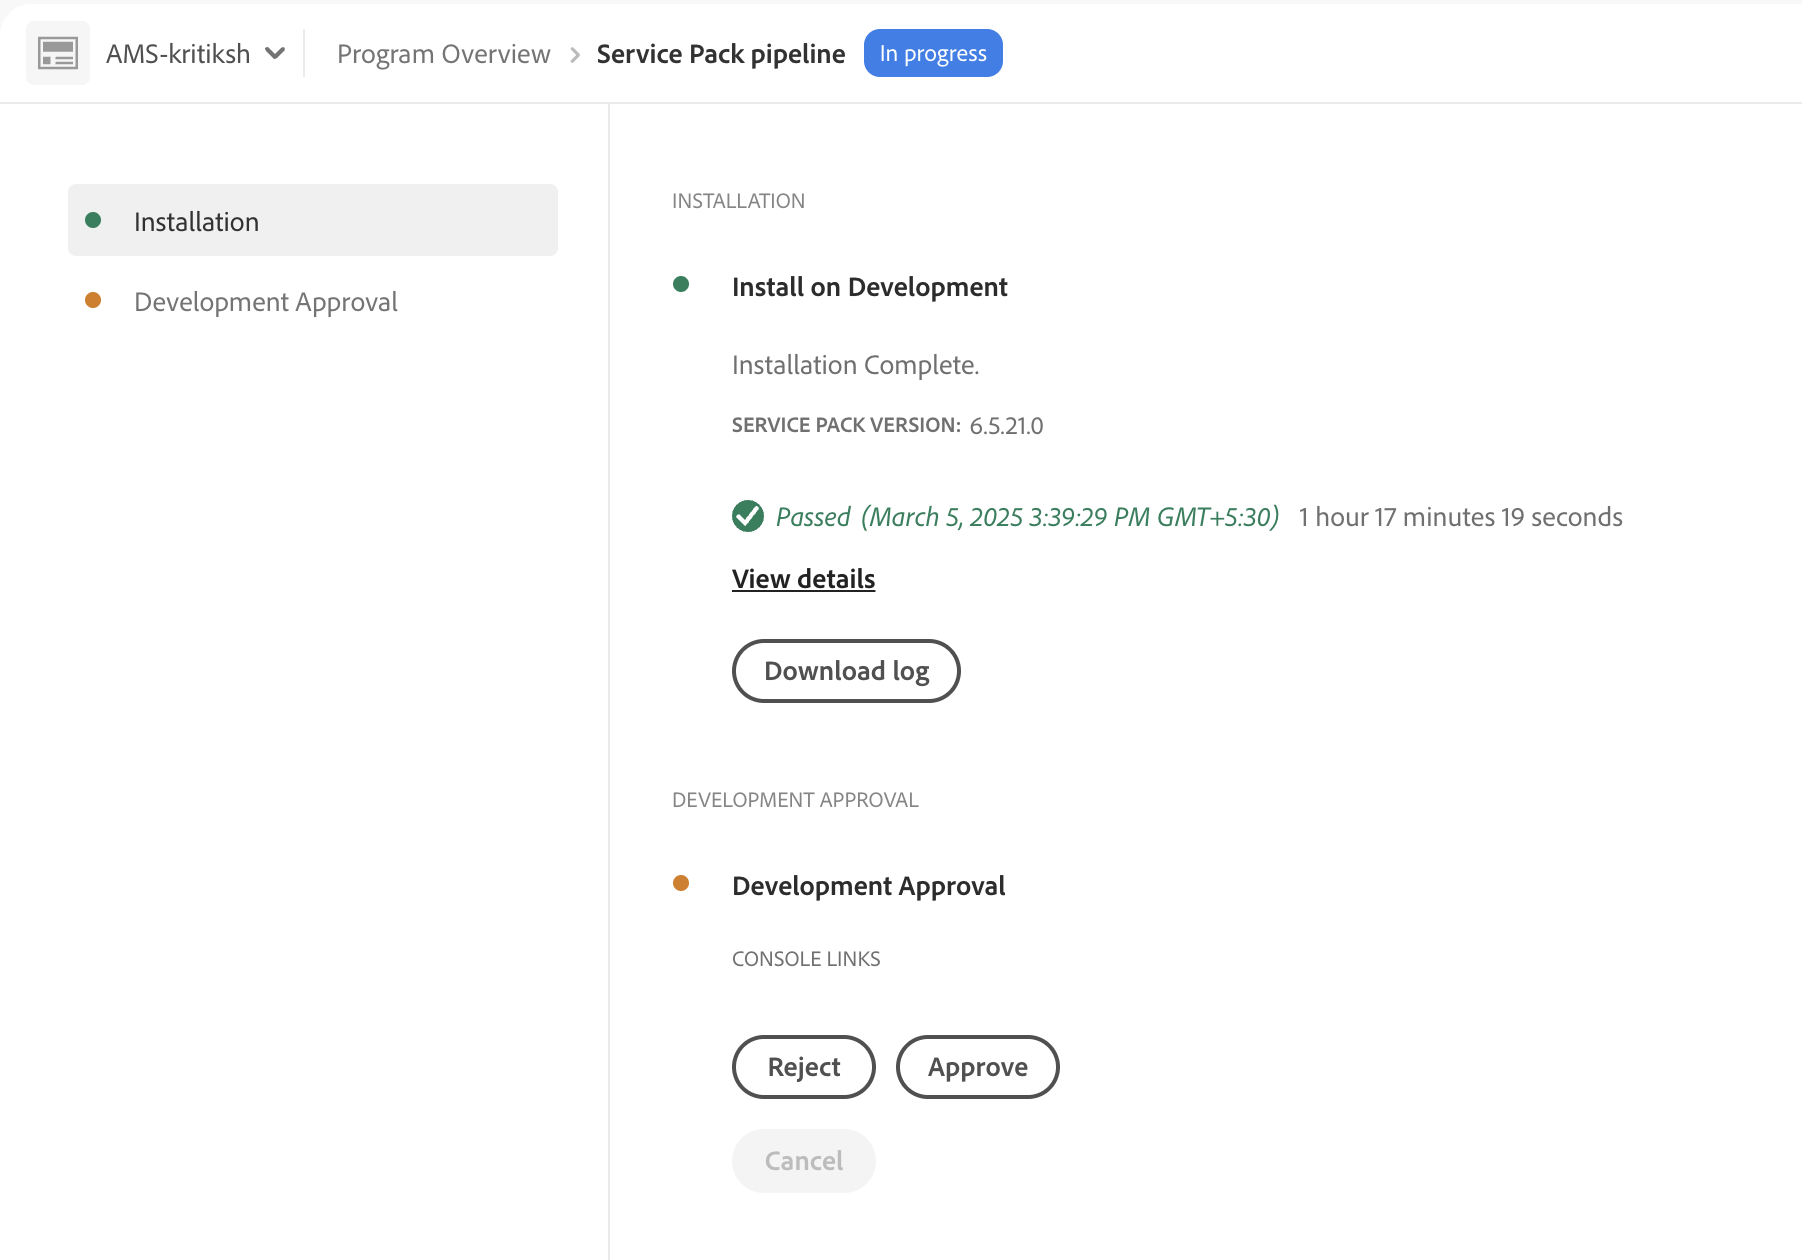 AMS-kritiksh Program Overview Service Pack pipeline In progress
Installation
Development Approval
INSTALLATION
Install on Development
Installation Complete.
SERVICE PACK VERSION: 6.5.21.0
Passed (March 5, 2025 3:39:29 PM GMT+5:30) 1 hour 17 minutes 19 seconds
View details
Download log
DEVELOPMENT APPROVAL
Development Approval
CONSOLE LINKS
Reject Approve
Cancel